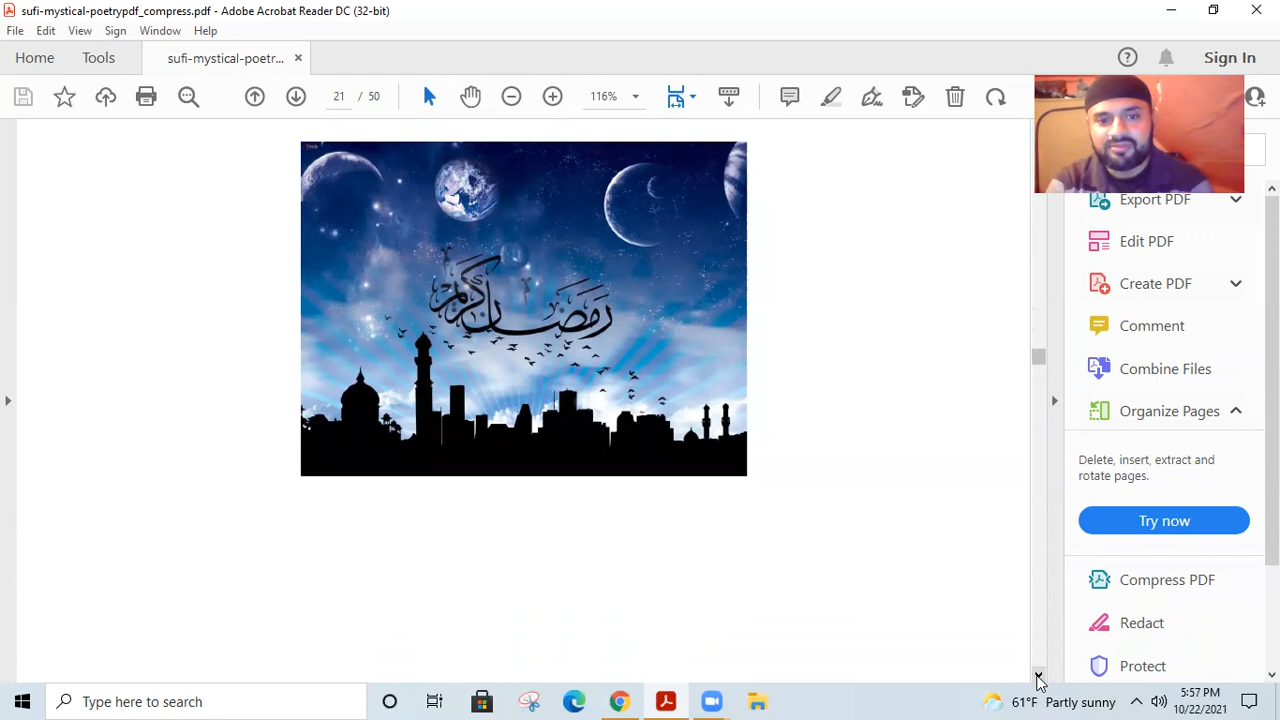 sufi-mystical-poetrypdf_compress.pdf - Adobe Acrobat Reader DC (32-bit)
File Edit View Sign Window Help
Home Tools sufi-mystical-poetr... Sign In
21 / 50 116%
رمضان كريم
Export PDF
Edit PDF
Create PDF
Comment
Combine Files
Organize Pages
Delete, insert, extract and
rotate pages.
Try now
Compress PDF
Redact
Protect
Type here to search
61°F Partly sunny
5:57 PM
10/22/2021